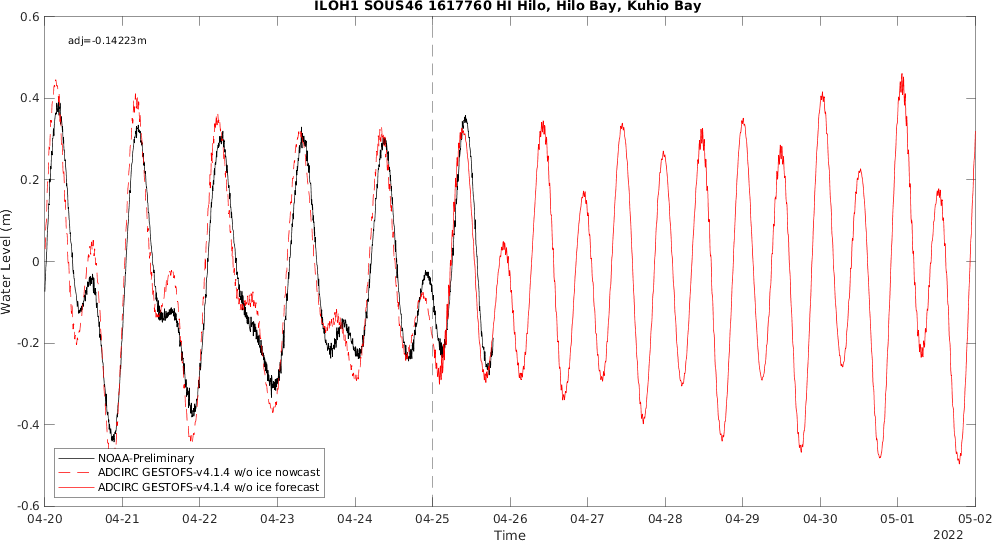 ILOH1 SOUS46 1617760 HI Hilo, Hilo Bay, Kuhio Bay
adj=-0.14223m
0.6
0.4
0.2
0
-0.2
-0.4
-0.6
Water Level (m)
NOAA-Preliminary
ADCIRC GESTOFS-v4.1.4 w/o ice nowcast
ADCIRC GESTOFS-v4.1.4 w/o ice forecast
04-20 04-21 04-22 04-23 04-24 04-25 04-26 04-27 04-28 04-29 04-30 05-01 05-02
Time
2022